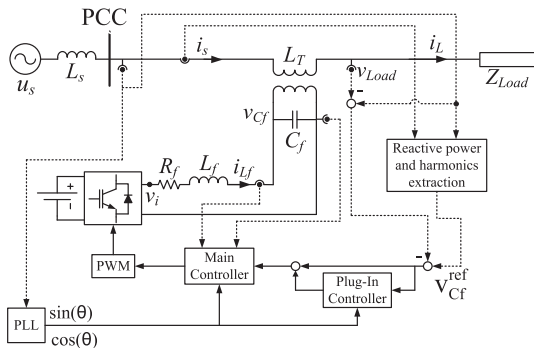 PCC
i_s
L_T
i_L
u_s
L_s
v_Load
Z_Load
-
v_Cf
C_f
Reactive power
and harmonics
extraction
R_f
L_f
i_Lf
+
-
v_i
PWM
Main
Controller
Plug-In
Controller
-
V_Cf^ref
PLL
sin(θ)
cos(θ)